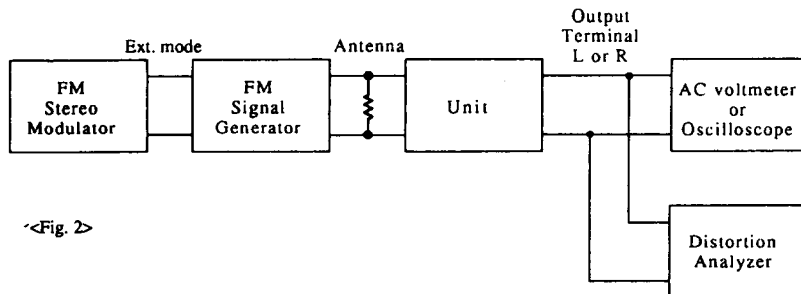 Ext. mode
Antenna
Output
Terminal
L or R
FM
Stereo
Modulator
FM
Signal
Generator
Unit
AC voltmeter
or
Oscilloscope
Distortion
Analyzer
<Fig. 2>